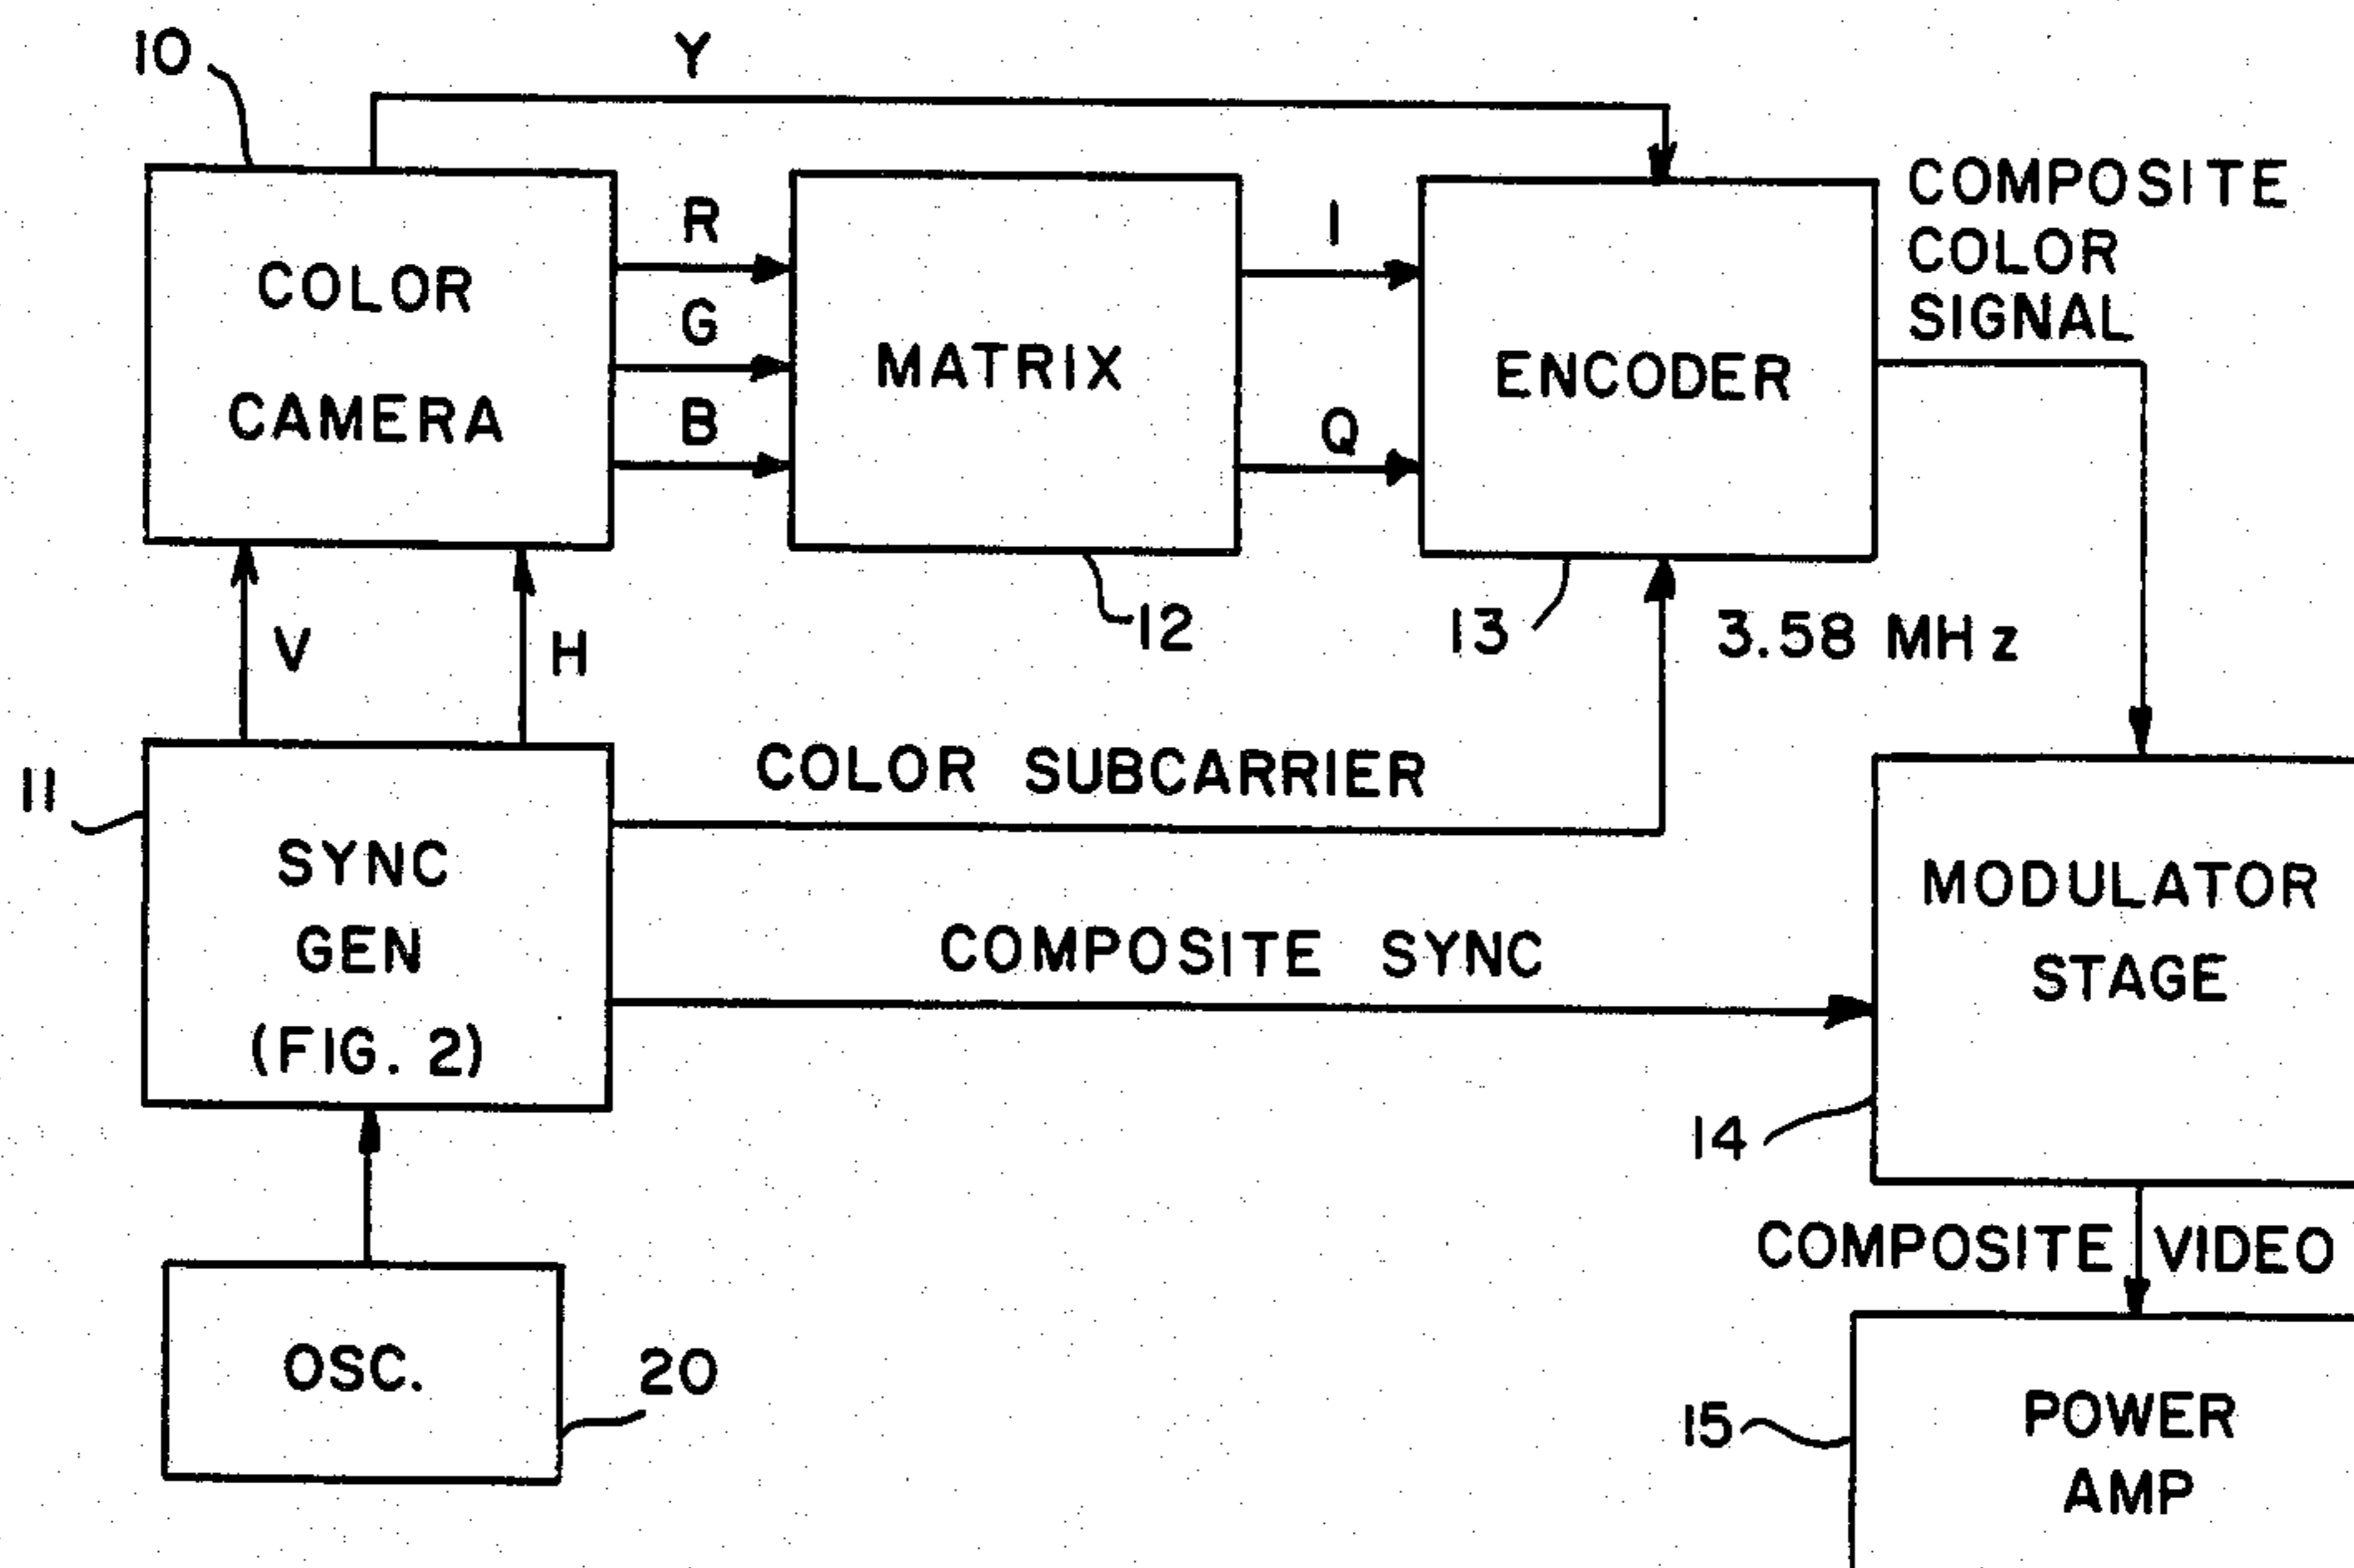 10
Y
COLOR
CAMERA
R
G
B
MATRIX
12
I
Q
ENCODER
13
COMPOSITE
COLOR
SIGNAL
3.58 MHz
V
H
11
SYNC
GEN
(FIG. 2)
COLOR SUBCARRIER
COMPOSITE SYNC
MODULATOR
STAGE
14
COMPOSITE VIDEO
OSC.
20
15
POWER
AMP